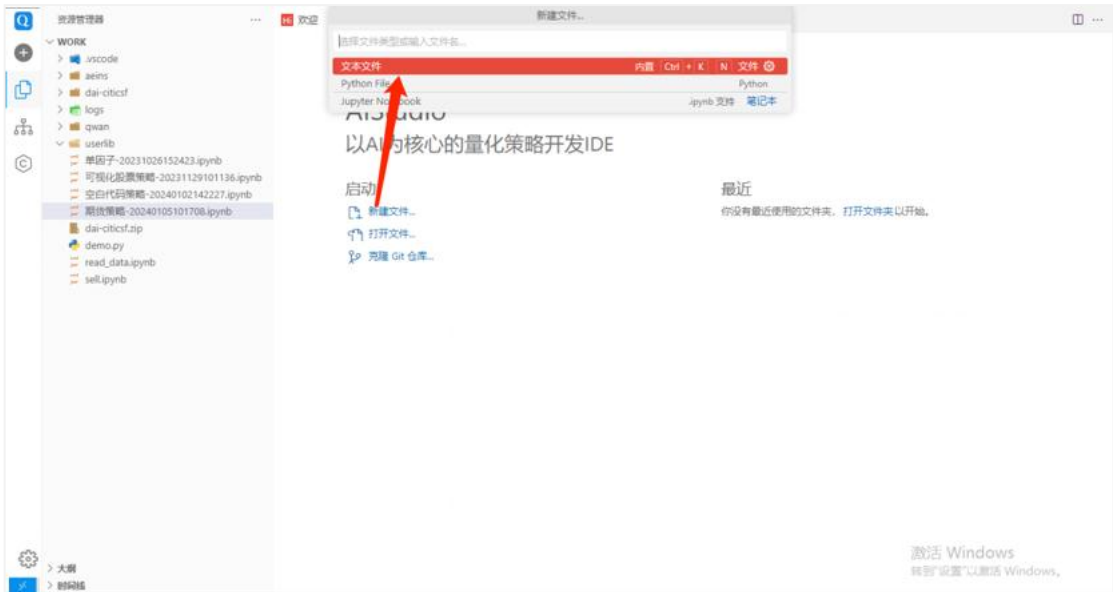 资源管理器
WORK
.vscode
aeins
dai-citicsf
logs
qwan
userlib
单因子-20231026152423.ipynb
可视化股票策略-20231129101136.ipynb
空白代码策略-20240102142227.ipynb
期货策略-20240105101708.ipynb
dai-citicsf.zip
demo.py
read_data.ipynb
sell.ipynb
大纲
时间线
欢迎
新建文件...
选择文件类型或输入文件名...
文本文件 内置 Ctrl + K N 文件
Python File Python
Jupyter Notebook .ipynb 支持 笔记本
AIStudio
以AI为核心的量化策略开发IDE
启动
新建文件...
打开文件...
克隆 Git 仓库...
最近
你没有最近使用的文件夹，打开文件夹以开始。
激活 Windows
转到"设置"以激活 Windows。